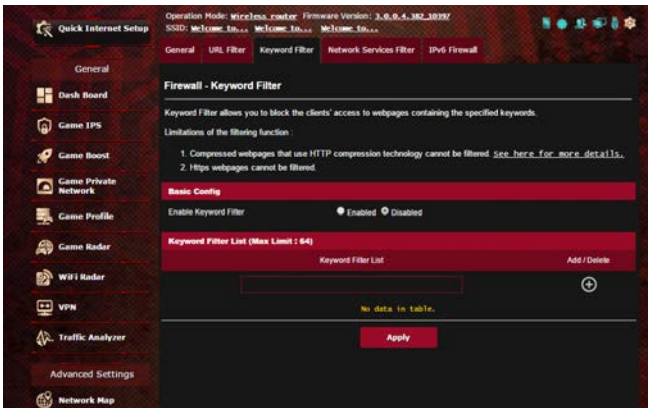 Quick Internet Setup
Operation Mode: Wireless router Firmware Version: 3.0.0.4.382_10397
SSID: Welcome to... Welcome to... Welcome to...
General URL Filter Keyword Filter Network Services Filter IPv6 Firewall
General
Dash Board
Game IPS
Game Boost
Game Private
Network
Game Profile
Game Radar
WiFi Radar
VPN
Traffic Analyzer
Advanced Settings
Network Map
Firewall - Keyword Filter
Keyword Filter allows you to block the clients' access to webpages containing the specified keywords.
Limitations of the filtering function :
1. Compressed webpages that use HTTP compression technology cannot be filtered. See here for more details.
2. Https webpages cannot be filtered.
Basic Config
Enable Keyword Filter Enabled Disabled
Keyword Filter List (Max Limit : 64)
Keyword Filter List Add / Delete
No data in table.
Apply